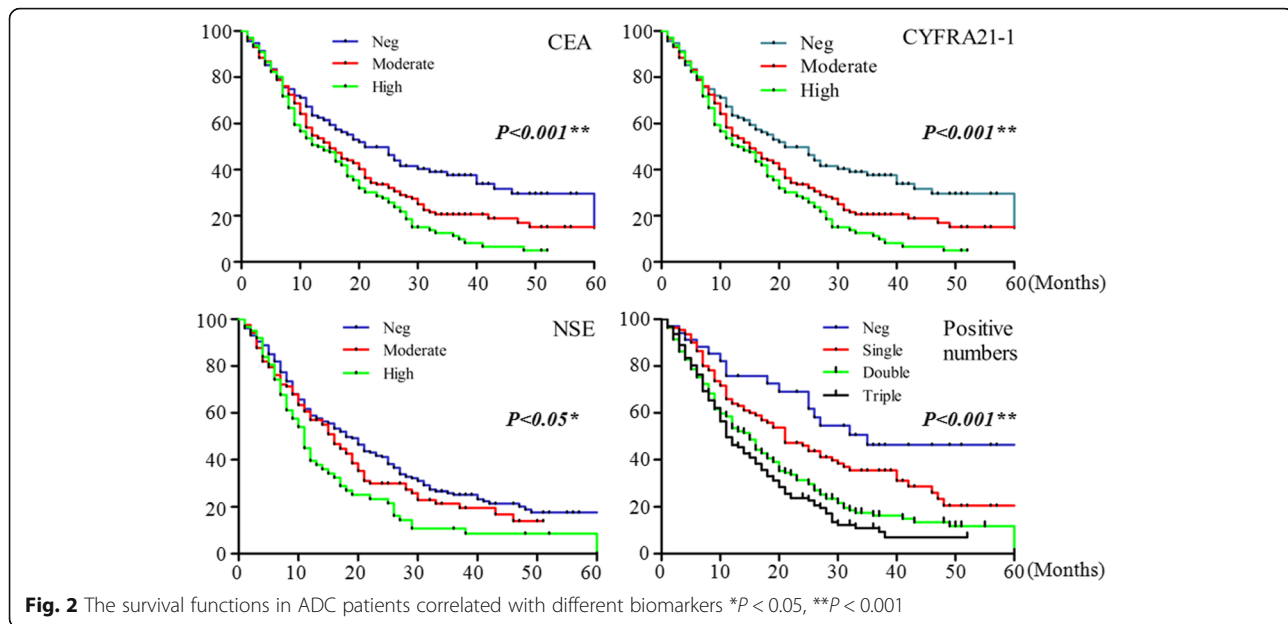 CEA
Neg
Moderate
High
P<0.001**
100
80
60
40
20
0
0 10 20 30 40 50 60
CYFRA21-1
Neg
Moderate
High
P<0.001**
100
80
60
40
20
0
0 10 20 30 40 50 60 (Months)
NSE
Neg
Moderate
High
P<0.05*
100
80
60
40
20
0
0 10 20 30 40 50 60
Positive
numbers
Neg
Single
Double
Triple
P<0.001**
100
80
60
40
20
0
0 10 20 30 40 50 60 (Months)
Fig. 2 The survival functions in ADC patients correlated with different biomarkers *P < 0.05, **P < 0.001